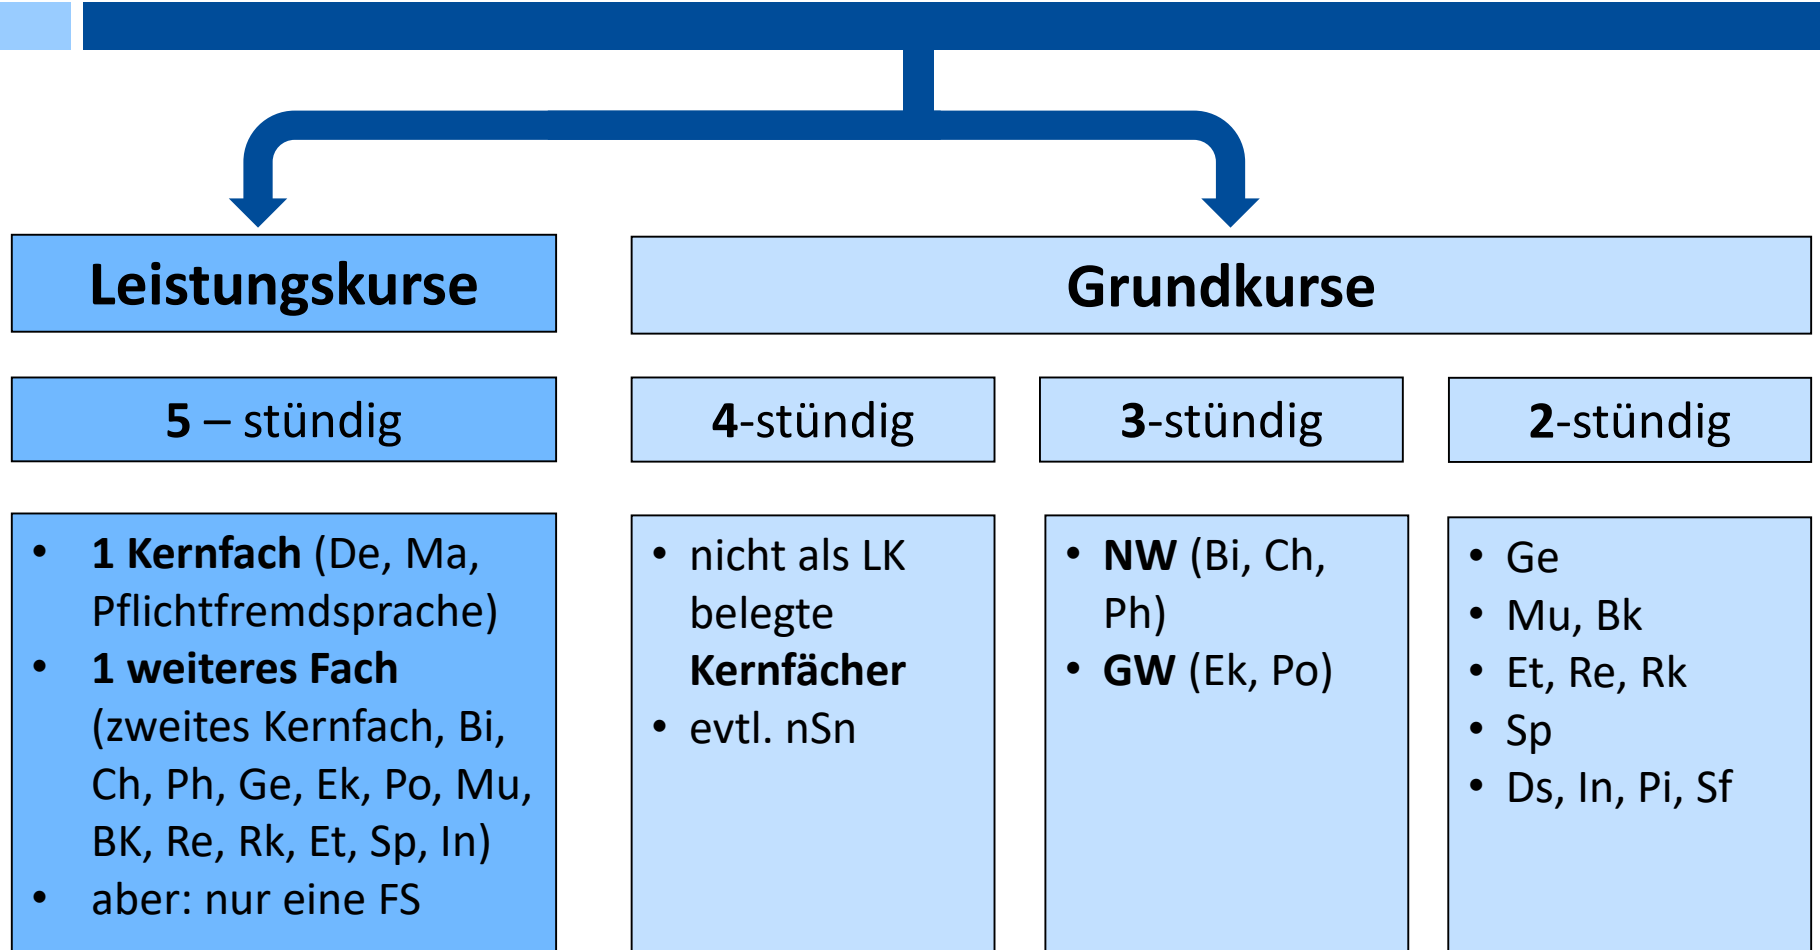 Leistungskurse
Grundkurse
5 – stündig
4-stündig
3-stündig
2-stündig
• 1 Kernfach (De, Ma,
Pflichtfremdsprache)
• 1 weiteres Fach
(zweites Kernfach, Bi,
Ch, Ph, Ge, Ek, Po, Mu,
BK, Re, Rk, Et, Sp, In)
• aber: nur eine FS
• nicht als LK
belegte
Kernfächer
• evtl. nSn
• NW (Bi, Ch,
Ph)
• GW (Ek, Po)
• Ge
• Mu, Bk
• Et, Re, Rk
• Sp
• Ds, In, Pi, Sf